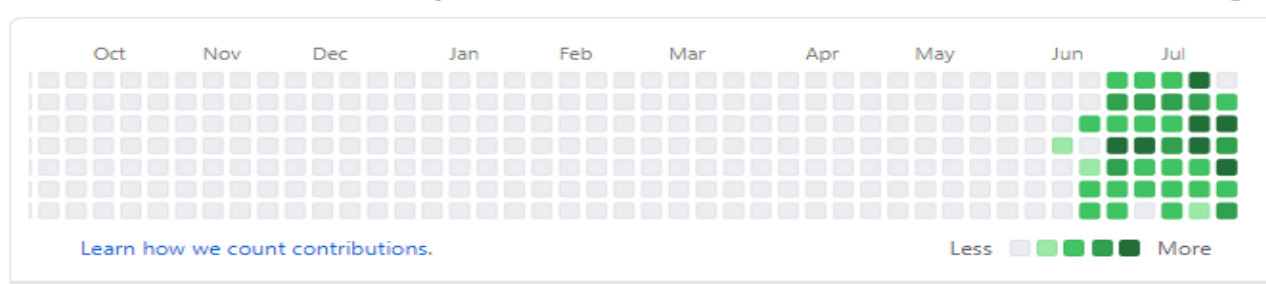 Oct Nov Dec Jan Feb Mar Apr May Jun Jul
Learn how we count contributions.
Less More